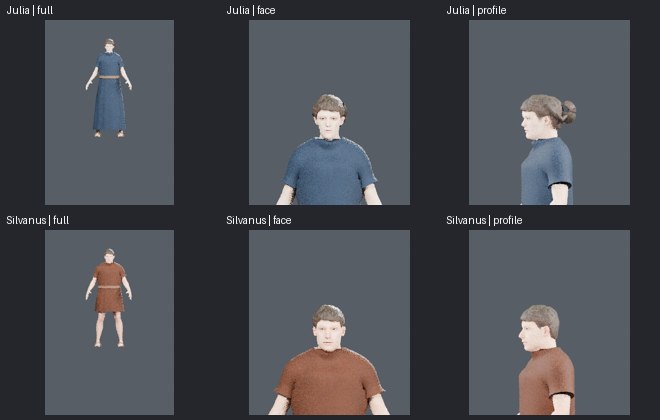 Julia | full
Julia | face
Julia | profile
Silvanus | full
Silvanus | face
Silvanus | profile